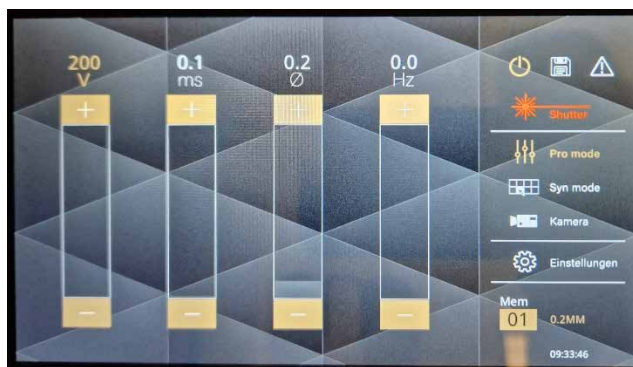 200
V
0.1
ms
0.2
Ø
0.0
Hz
Shutter
Pro mode
Syn mode
Kamera
Einstellungen
Mem
01
0.2MM
09:33:46